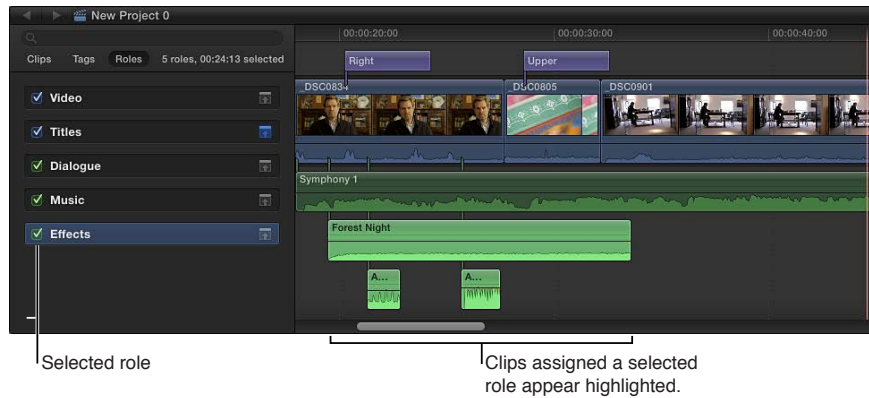 New Project 0
00:00:20:00
00:00:30:00
00:00:40:00
Clips Tags Roles 5 roles, 00:24:13 selected
Right
Upper
Video
Titles
Dialogue
Music
Effects
_DSC0834
_DSC0805
_DSC0901
Symphony 1
Forest Night
A...
A...
Selected role
Clips assigned a selected
role appear highlighted.